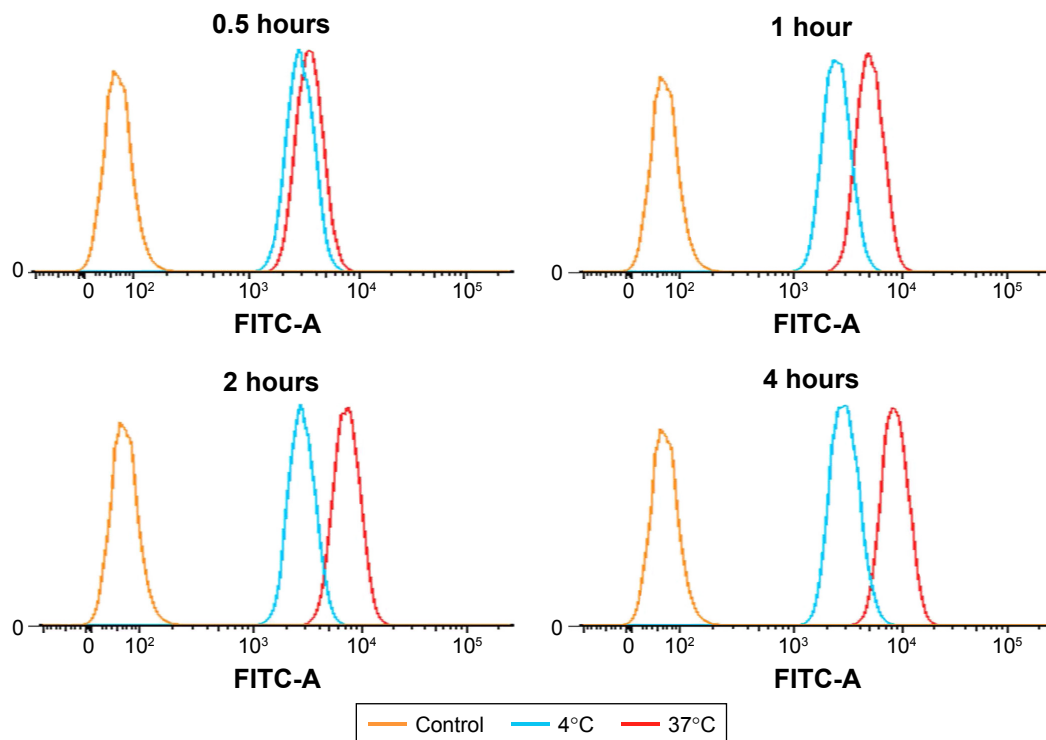 0.5 hours
0
0 10² 10³ 10⁴ 10⁵
FITC-A
1 hour
0
0 10² 10³ 10⁴ 10⁵
FITC-A
2 hours
0
0 10² 10³ 10⁴ 10⁵
FITC-A
4 hours
0
0 10² 10³ 10⁴ 10⁵
FITC-A
Control 4°C 37°C